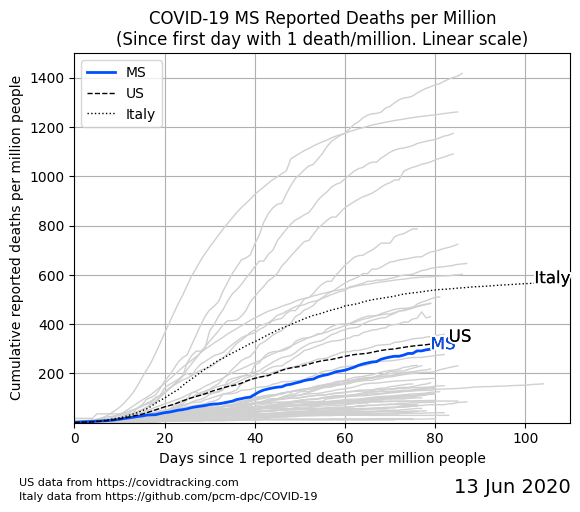 COVID-19 MS Reported Deaths per Million
(Since first day with 1 death/million. Linear scale)
Cumulative reported deaths per million people
1400
1200
1000
800
600
400
200
MS
US
Italy
Italy
US
MS
0
20
40
60
80
100
Days since 1 reported death per million people
US data from https://covidtracking.com
Italy data from https://github.com/pcm-dpc/COVID-19
13 Jun 2020